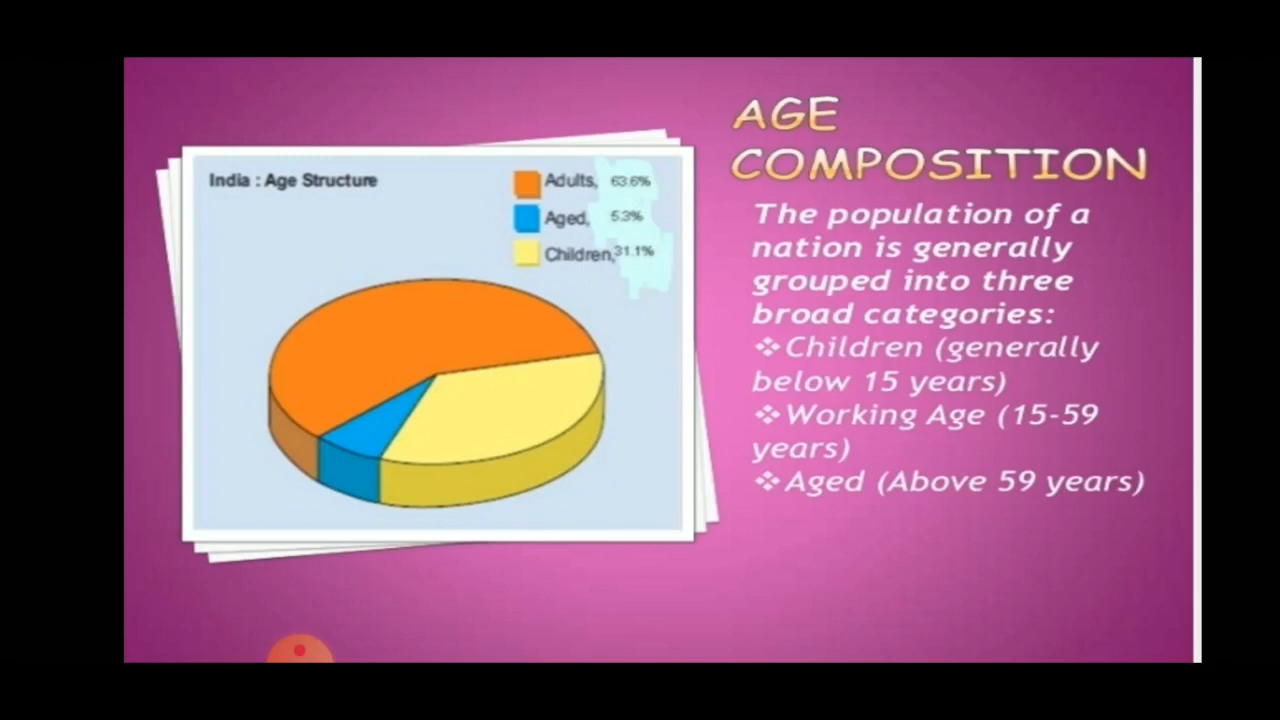 India : Age Structure
Adults, 63.6%
Aged, 5.3%
Children, 31.1%
AGE
COMPOSITION
The population of a
nation is generally
grouped into three
broad categories:
❖Children (generally
below 15 years)
❖Working Age (15-59
years)
❖Aged (Above 59 years)